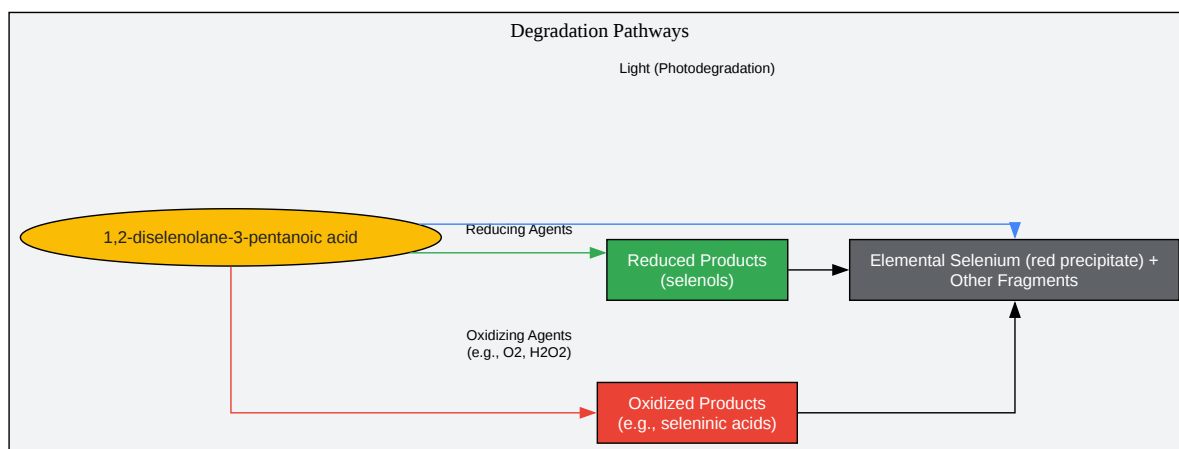 Degradation Pathways
Light (Photodegradation)
1,2-diselenolane-3-pentanoic acid
Reducing Agents
Reduced Products
(selenols)
Elemental Selenium (red precipitate) +
Other Fragments
Oxidizing Agents
(e.g., O2, H2O2)
Oxidized Products
(e.g., seleninic acids)